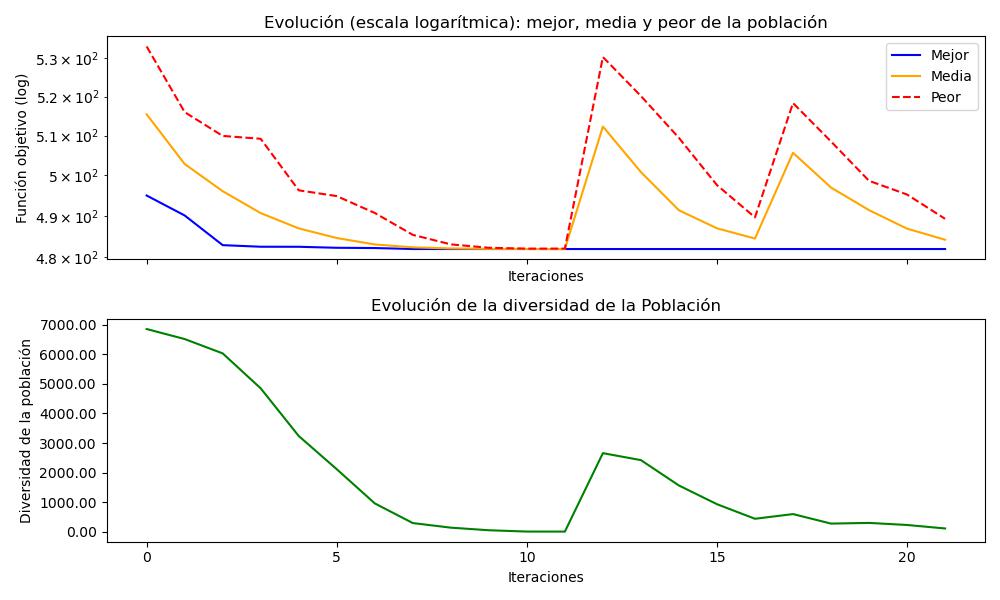 Evolución (escala logarítmica): mejor, media y peor de la población
Función objetivo (log)
5.3 × 10²
5.2 × 10²
5.1 × 10²
5 × 10²
4.9 × 10²
4.8 × 10²
Mejor
Media
Peor
Iteraciones
Evolución de la diversidad de la Población
Diversidad de la población
7000.00
6000.00
5000.00
4000.00
3000.00
2000.00
1000.00
0.00
0 5 10 15 20
Iteraciones